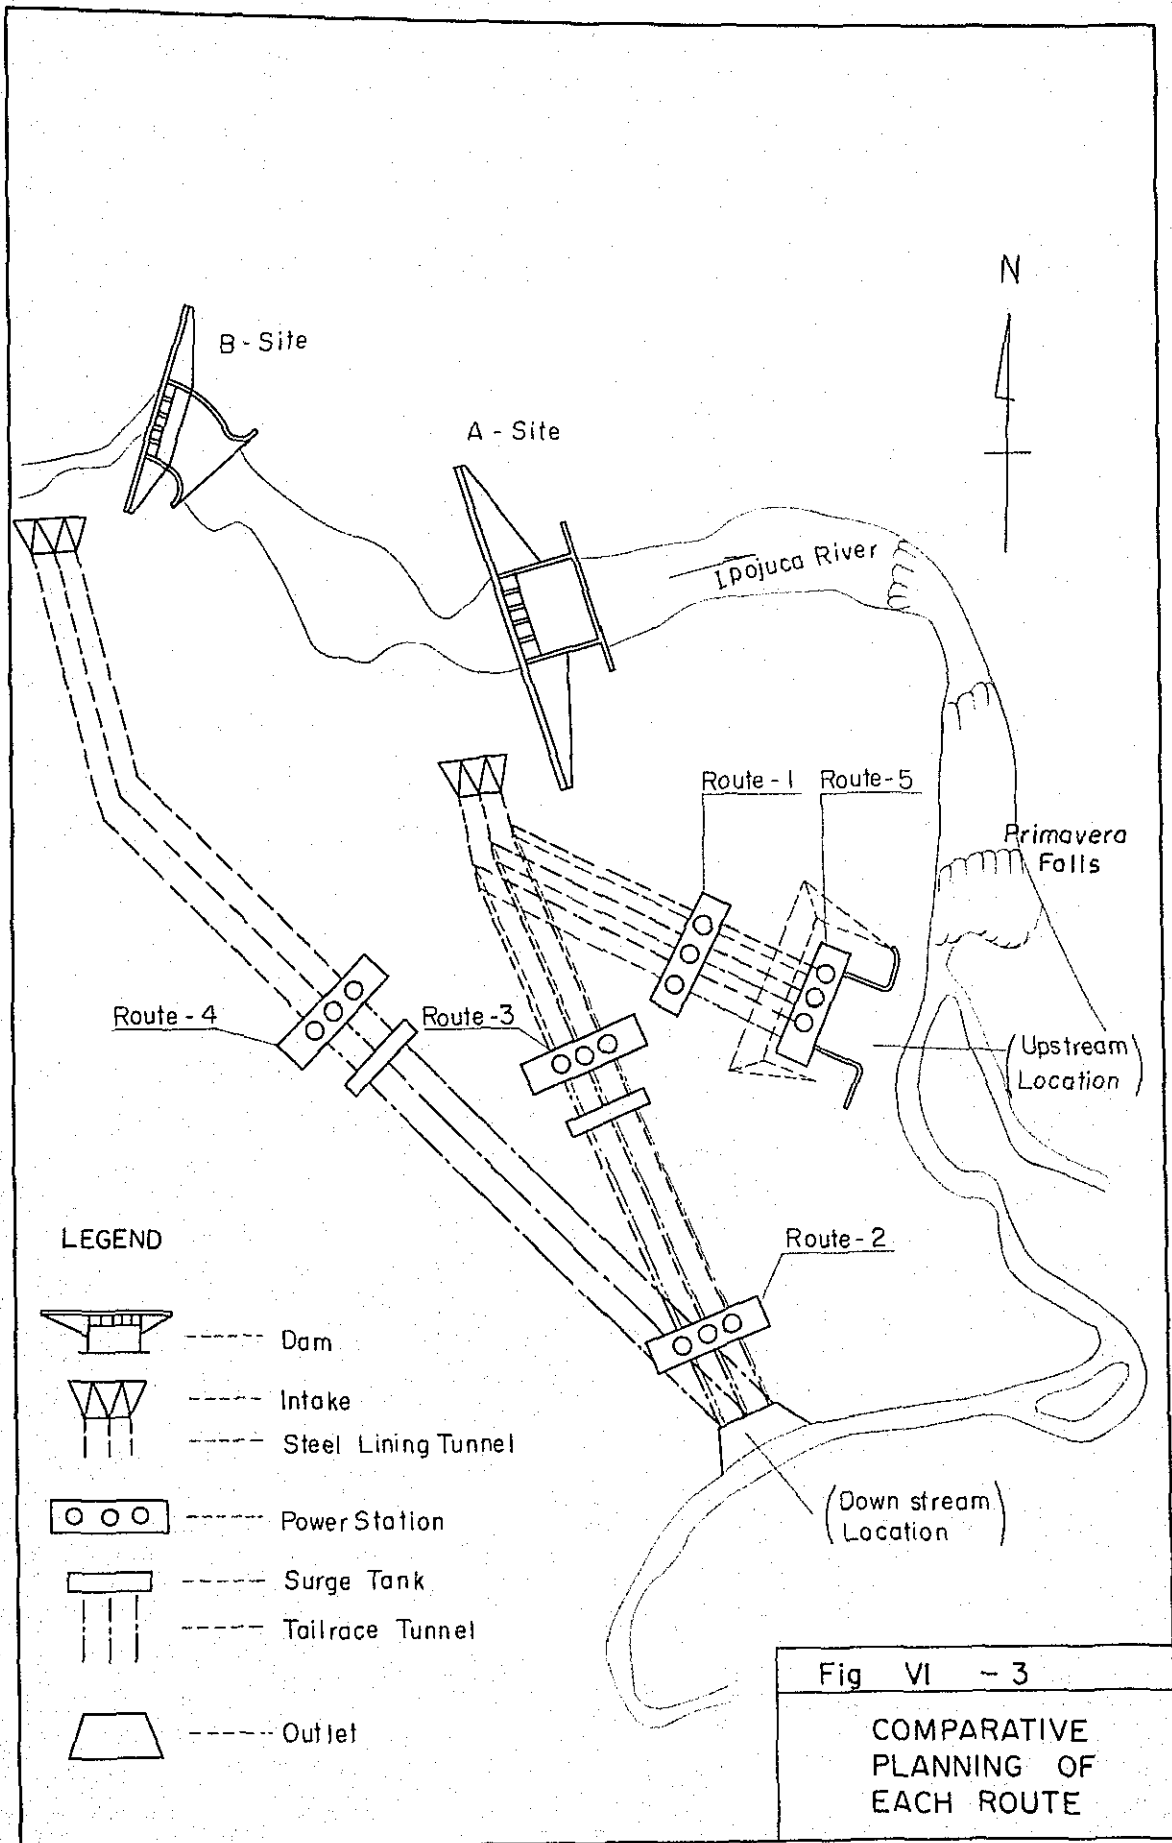 N
B - Site
A - Site
Ipojuca River
Route - 1
Route - 5
Primavera
Falls
Route - 4
Route - 3
(Upstream
Location)
LEGEND
Route - 2
Dam
Intake
Steel Lining Tunnel
(Down stream
Location)
Power Station
Surge Tank
Tailrace Tunnel
Outlet
Fig VI - 3
COMPARATIVE
PLANNING OF
EACH ROUTE